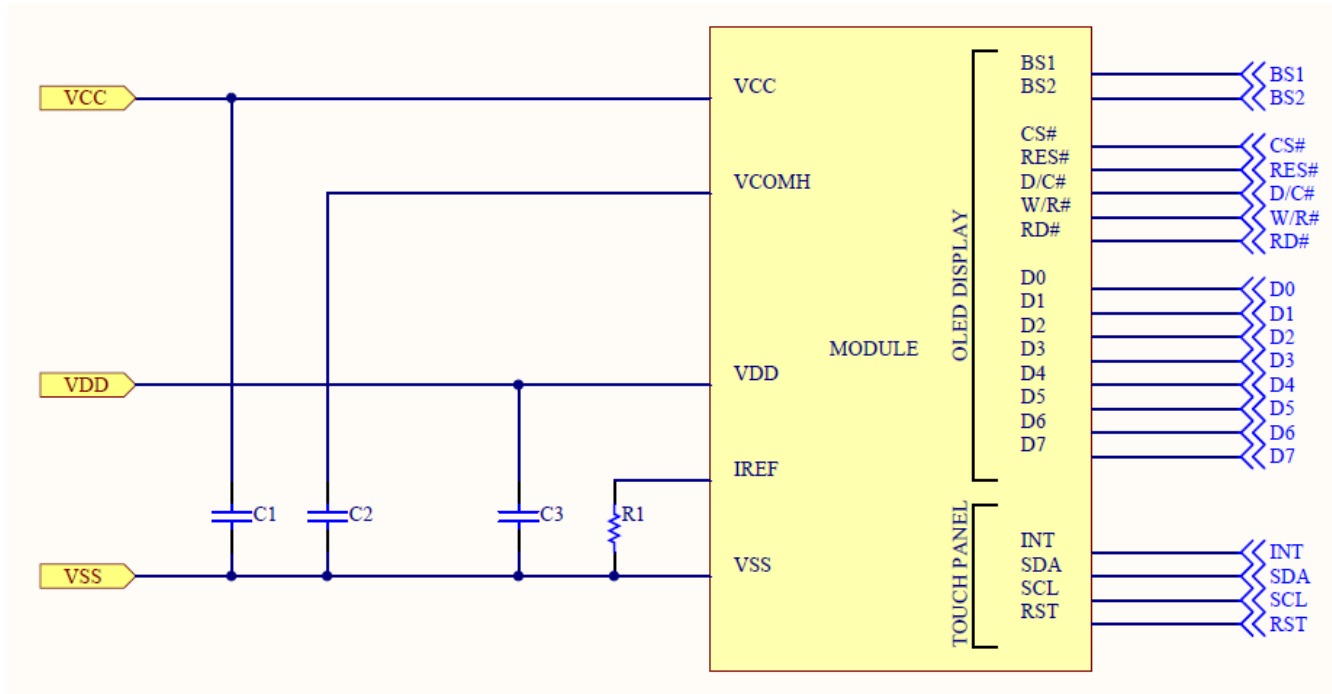 VCC
VDD
VSS
C1
C2
C3
R1
VCC
VCOMH
VDD
IREF
VSS
MODULE
OLED DISPLAY
BS1
BS2
CS#
RES#
D/C#
W/R#
RD#
D0
D1
D2
D3
D4
D5
D6
D7
TOUCH PANEL
INT
SDA
SCL
RST
BS1
BS2
CS#
RES#
D/C#
W/R#
RD#
D0
D1
D2
D3
D4
D5
D6
D7
INT
SDA
SCL
RST